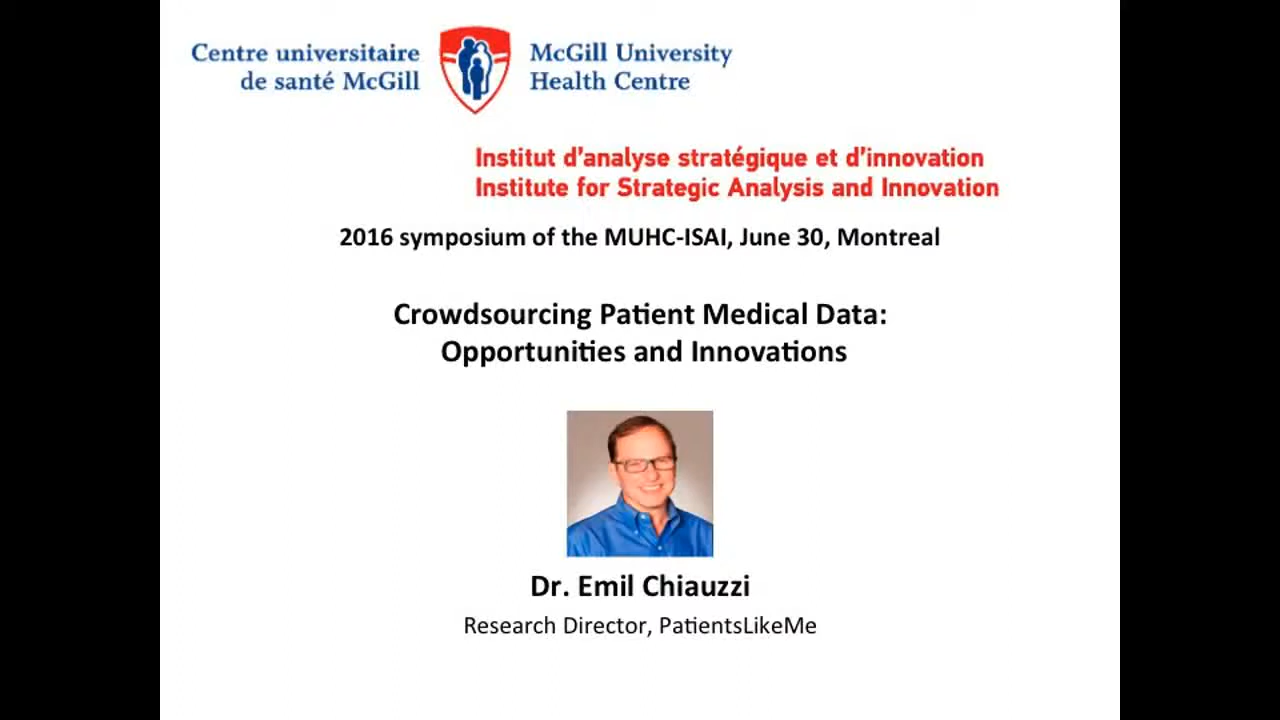 Centre universitaire
de santé McGill
McGill University
Health Centre
Institut d'analyse stratégique et d'innovation
Institute for Strategic Analysis and Innovation
2016 symposium of the MUHC-ISAI, June 30, Montreal
Crowdsourcing Patient Medical Data:
Opportunities and Innovations
Dr. Emil Chiauzzi
Research Director, PatientsLikeMe